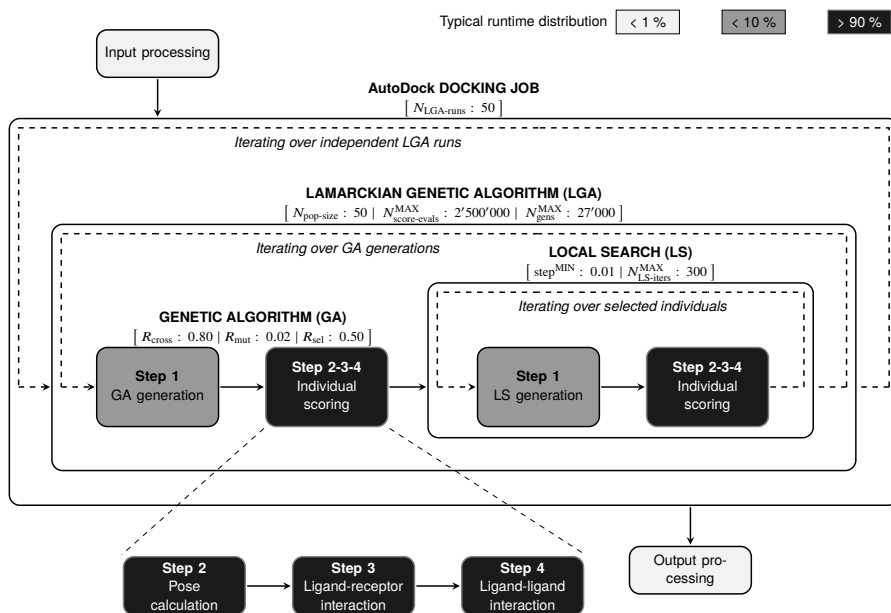 Typical runtime distribution < 1 % < 10 % > 90 %
Input processing
AutoDock DOCKING JOB
[ N_LGA-runs : 50 ]
Iterating over independent LGA runs
LAMARCKIAN GENETIC ALGORITHM (LGA)
[ N_pop-size : 50 | N^MAX_score-evals : 2′500′000 | N^MAX_gens : 27′000 ]
Iterating over GA generations
LOCAL SEARCH (LS)
[ step^MIN : 0.01 | N^MAX_LS-iters : 300 ]
Iterating over selected individuals
GENETIC ALGORITHM (GA)
[ R_cross : 0.80 | R_mut : 0.02 | R_sel : 0.50 ]
Step 1
GA generation
Step 2-3-4
Individual
scoring
Step 1
LS generation
Step 2-3-4
Individual
scoring
Step 2
Pose
calculation
Step 3
Ligand-receptor
interaction
Step 4
Ligand-ligand
interaction
Output pro-
cessing